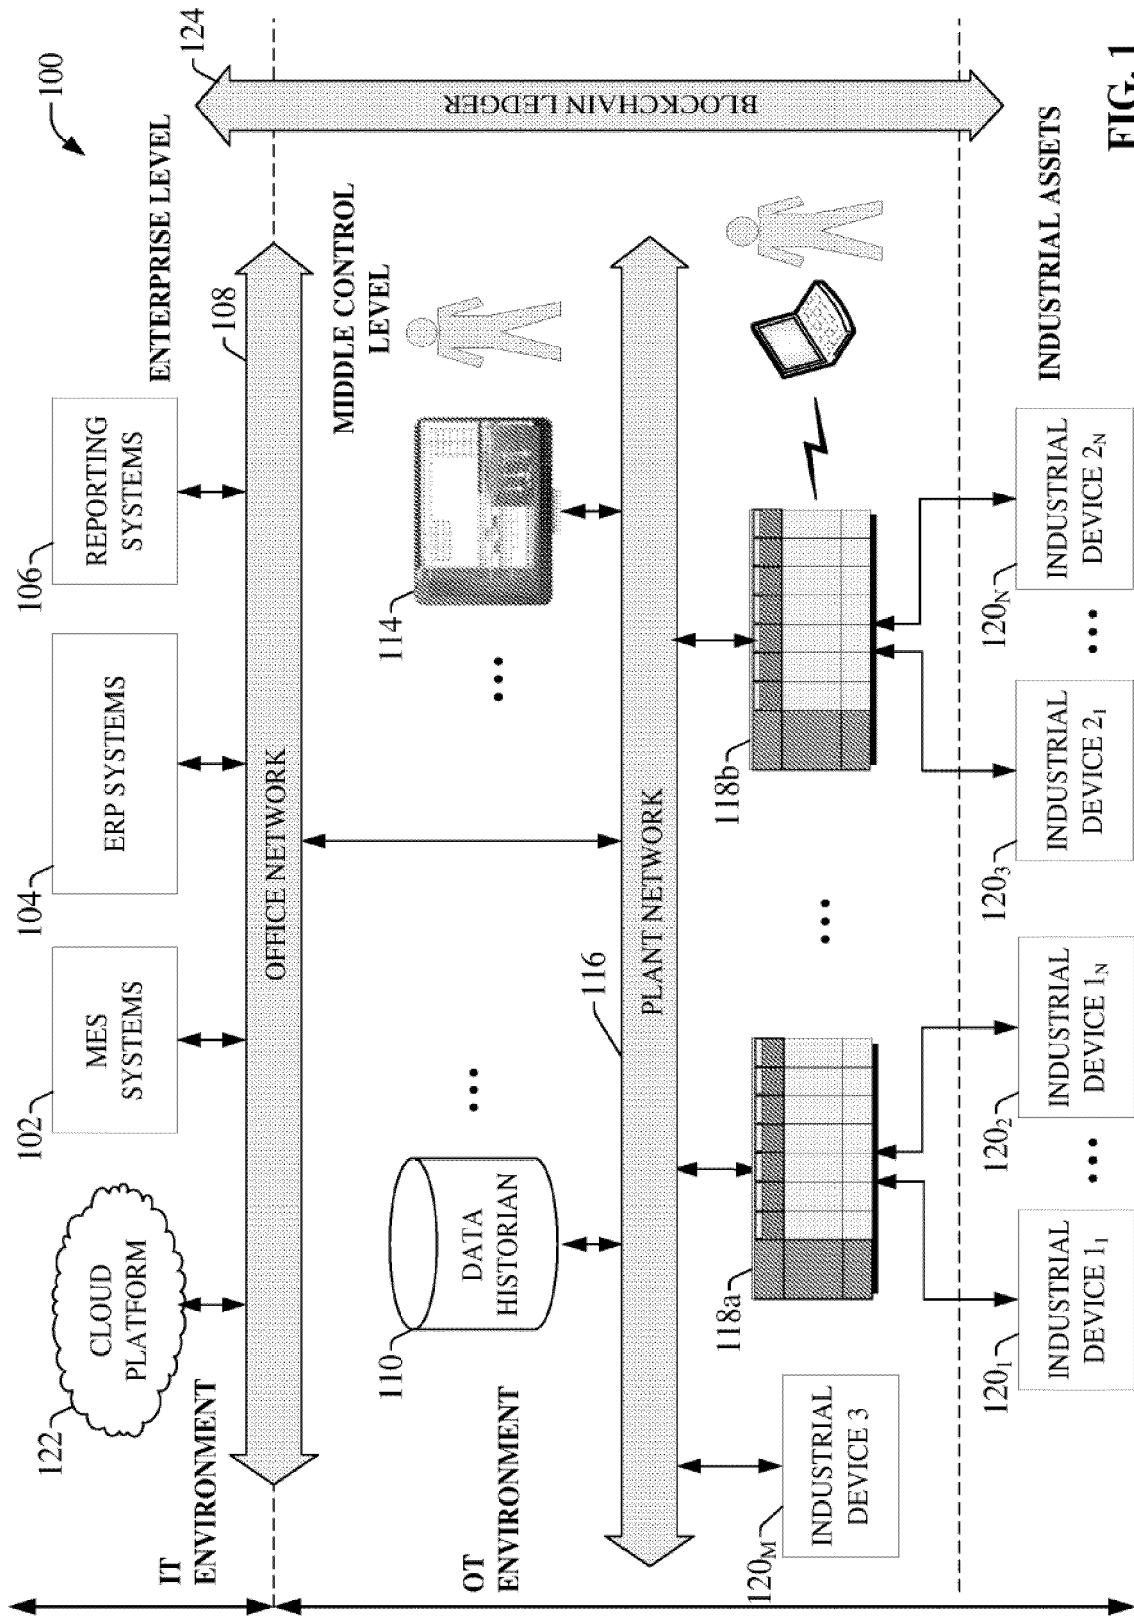 100
124
ENTERPRISE LEVEL
122
CLOUD
PLATFORM
102
MES
SYSTEMS
104
ERP SYSTEMS
106
REPORTING
SYSTEMS
IT
ENVIRONMENT
108
OFFICE NETWORK
MIDDLE CONTROL
LEVEL
110
DATA
HISTORIAN
•••
•••
114
OT
ENVIRONMENT
116
PLANT NETWORK
BLOCKCHAIN LEDGER
118a
•••
118b
120M
INDUSTRIAL
DEVICE 3
INDUSTRIAL ASSETS
120₁
INDUSTRIAL
DEVICE 1₁
•••
120₂
INDUSTRIAL
DEVICE 1N
120₃
INDUSTRIAL
DEVICE 2₁
•••
120N
INDUSTRIAL
DEVICE 2N
FIG. 1